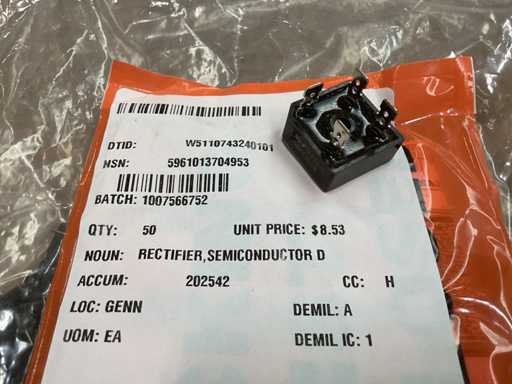 DTID: W5110743240101
NSN: 5961013704953
BATCH: 1007566752
QTY: 50 UNIT PRICE: $8.53
NOUN: RECTIFIER,SEMICONDUCTOR D
ACCUM: 202542 CC: H
LOC: GENN DEMIL: A
UOM: EA DEMIL IC: 1